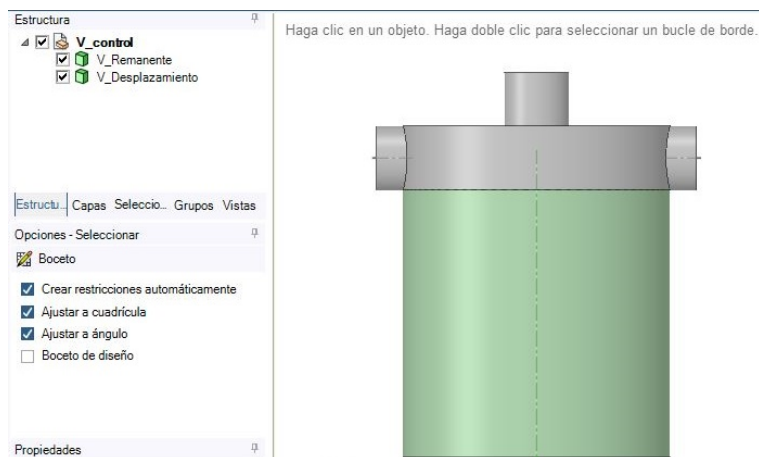 Estructura
V_control
V_Remanente
V_Desplazamiento
Estructu... Capas Seleccio... Grupos Vistas
Opciones - Seleccionar
Boceto
Crear restricciones automáticamente
Ajustar a cuadrícula
Ajustar a ángulo
Boceto de diseño
Propiedades
Haga clic en un objeto. Haga doble clic para seleccionar un bucle de borde.